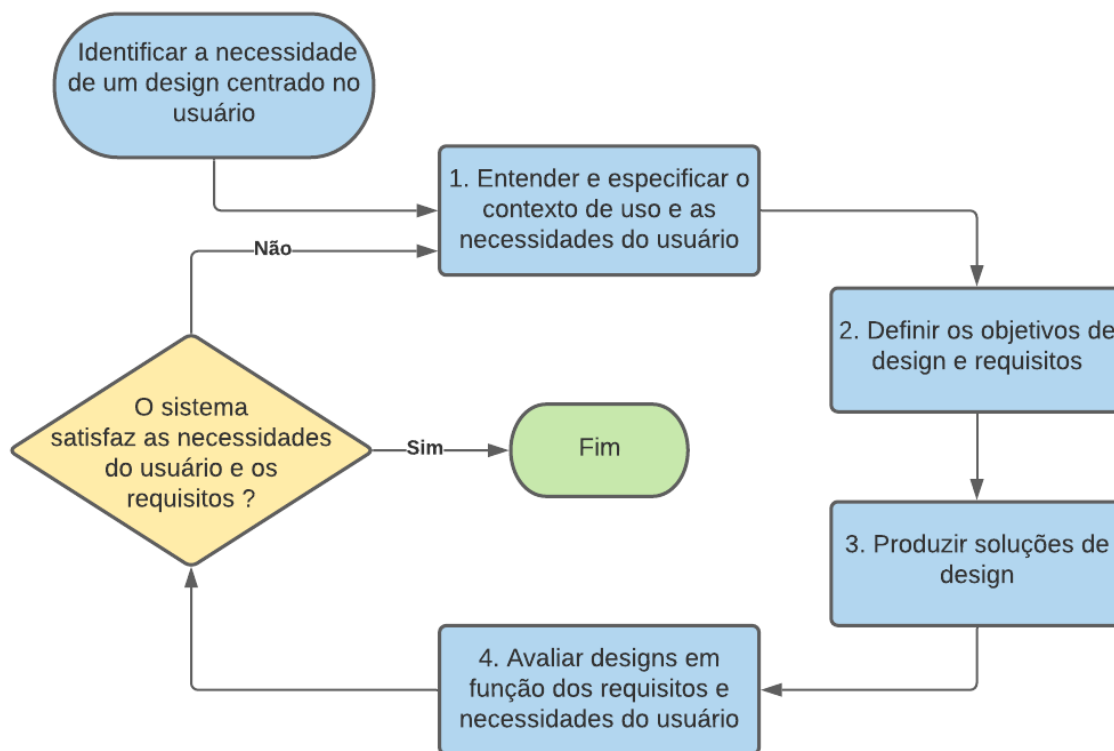 Identificar a necessidade
de um design centrado no
usuário
1. Entender e especificar o
contexto de uso e as
necessidades do usuário
Não
2. Definir os objetivos de
design e requisitos
O sistema
satisfaz as necessidades
do usuário e os
requisitos ?
Sim
Fim
3. Produzir soluções de
design
4. Avaliar designs em
função dos requisitos e
necessidades do usuário